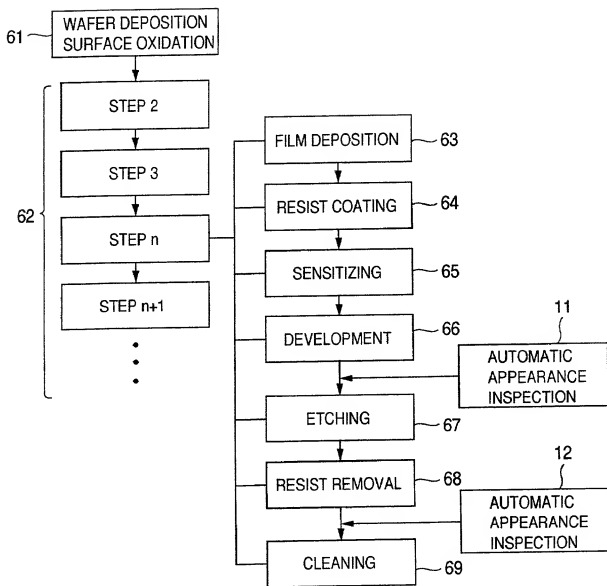 61
WAFER DEPOSITION
SURFACE OXIDATION
62
STEP 2
STEP 3
STEP n
STEP n+1
FILM DEPOSITION
63
RESIST COATING
64
SENSITIZING
65
DEVELOPMENT
66
11
AUTOMATIC
APPEARANCE
INSPECTION
ETCHING
67
RESIST REMOVAL
68
12
AUTOMATIC
APPEARANCE
INSPECTION
CLEANING
69